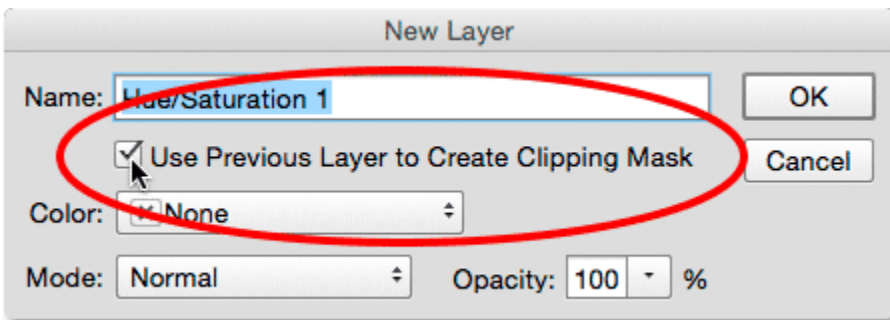 New Layer
Name: Hue/Saturation 1 OK
Use Previous Layer to Create Clipping Mask Cancel
Color: None
Mode: Normal Opacity: 100 %